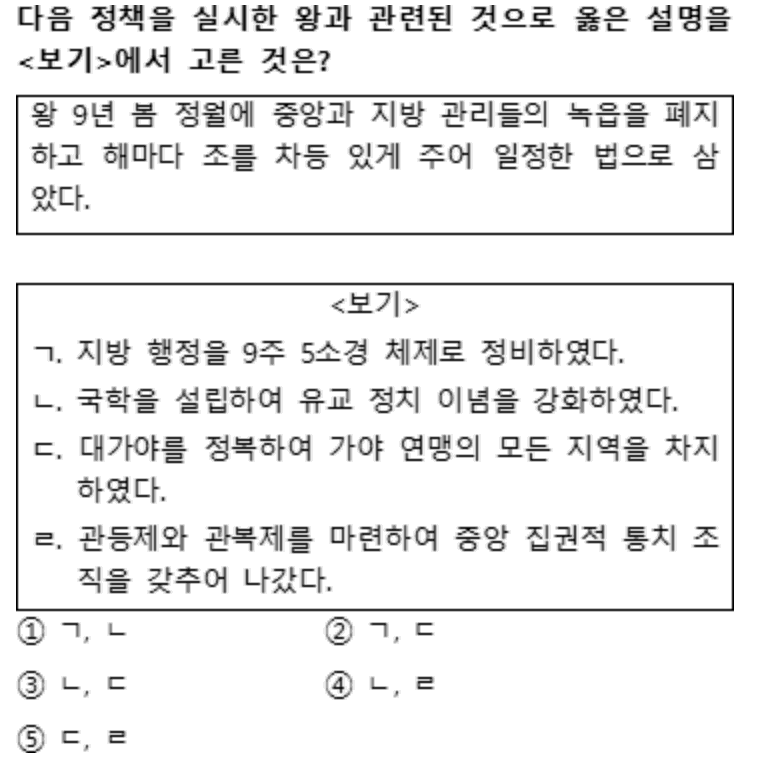 다음 정책을 실시한 왕과 관련된 것으로 옳은 설명을
<보기>에서 고른 것은?
왕 9년 봄 정월에 중앙과 지방 관리들의 녹읍을 폐지
하고 해마다 조를 차등 있게 주어 일정한 법으로 삼
았다.
<보기>
ㄱ. 지방 행정을 9주 5소경 체제로 정비하였다.
ㄴ. 국학을 설립하여 유교 정치 이념을 강화하였다.
ㄷ. 대가야를 정복하여 가야 연맹의 모든 지역을 차지
하였다.
ㄹ. 관등제와 관복제를 마련하여 중앙 집권적 통치 조
직을 갖추어 나갔다.
① ㄱ, ㄴ ② ㄱ, ㄷ
③ ㄴ, ㄷ ④ ㄴ, ㄹ
⑤ ㄷ, ㄹ